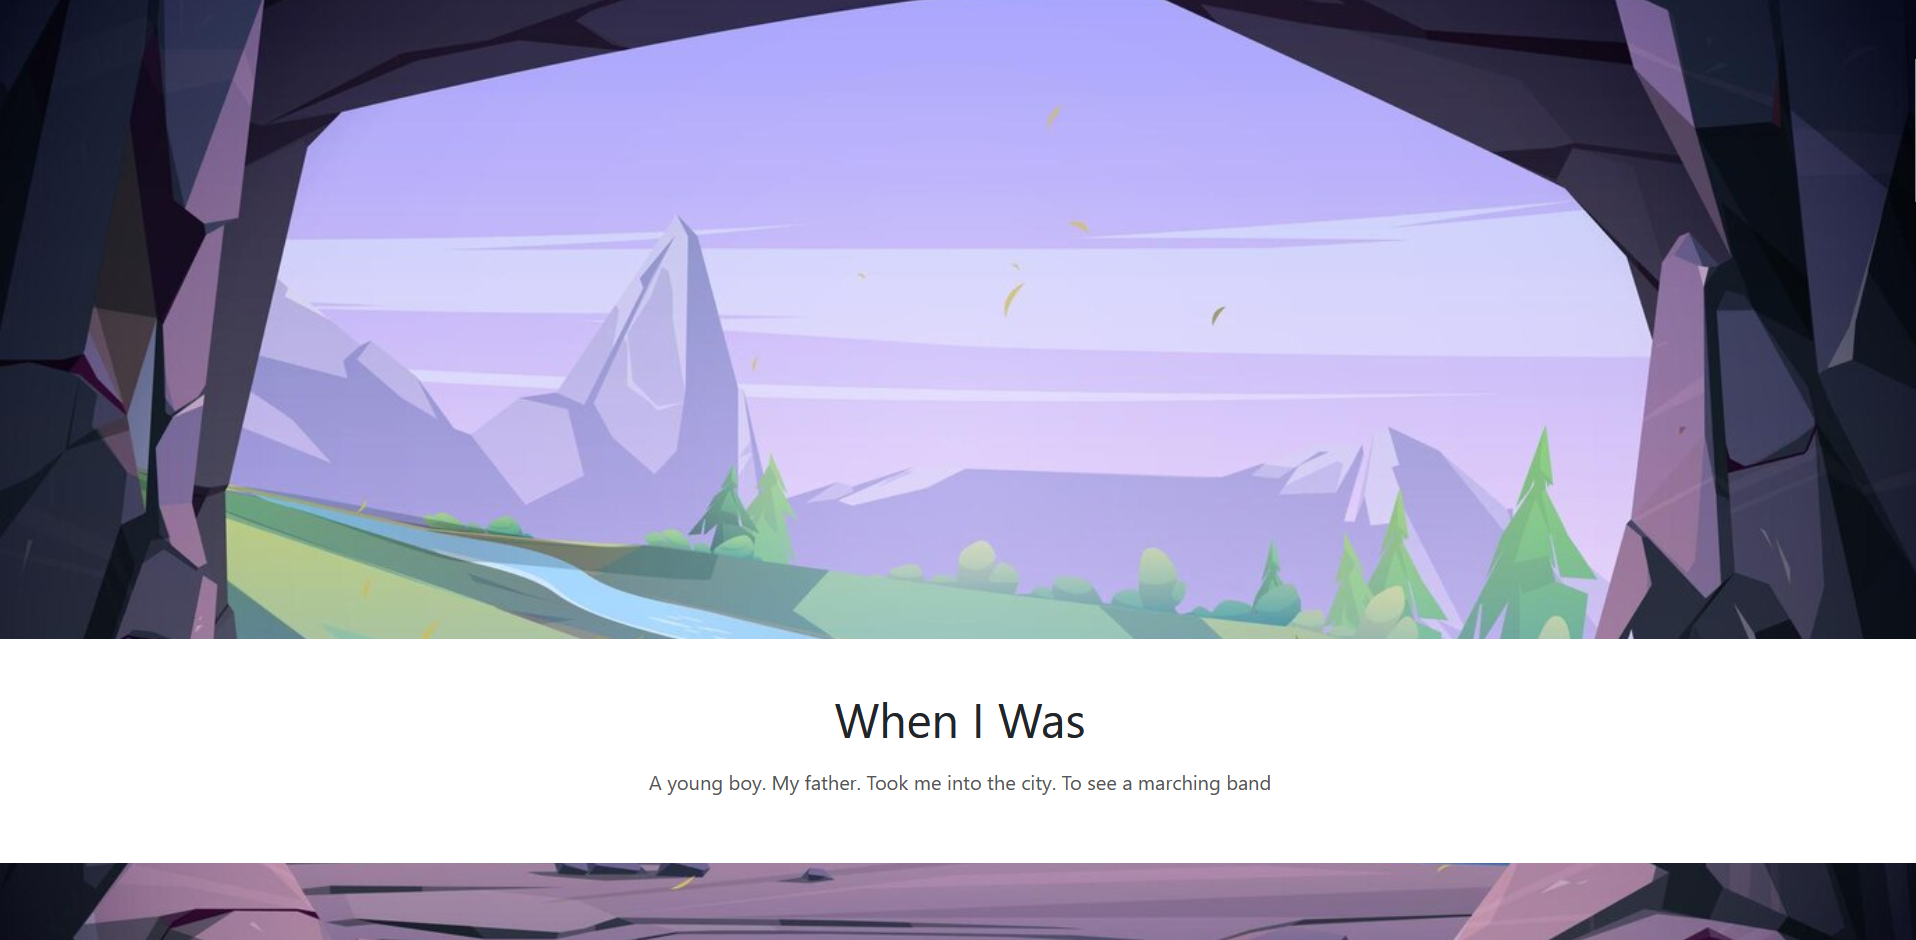 When I Was
A young boy. My father. Took me into the city. To see a marching band